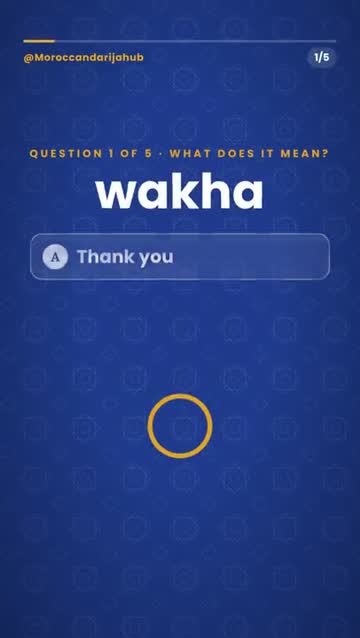 @Moroccandarijahub
1/5
QUESTION 1 OF 5 · WHAT DOES IT MEAN?
wakha
A Thank you